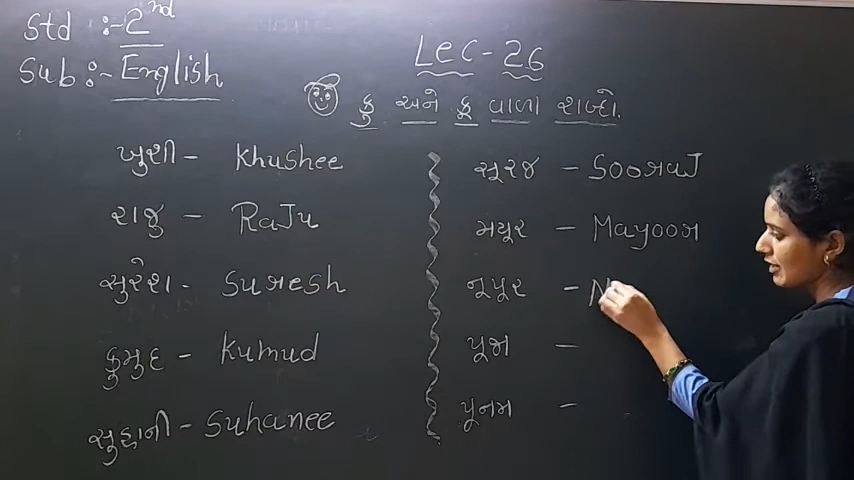 Std :- 2nd
Sub :- English
Lec - 26
કુ અને કૂ વાળા શબ્દો.
ખુશી - Khushee
રાજુ - RaJu
સુરેશ - Suresh
કુમુદ - Kumud
સુહાની - Suhanee
સૂરજ - SooraJ
મયૂર - Mayoor
નૂપૂર - N
પૂજા -
પૂનમ -